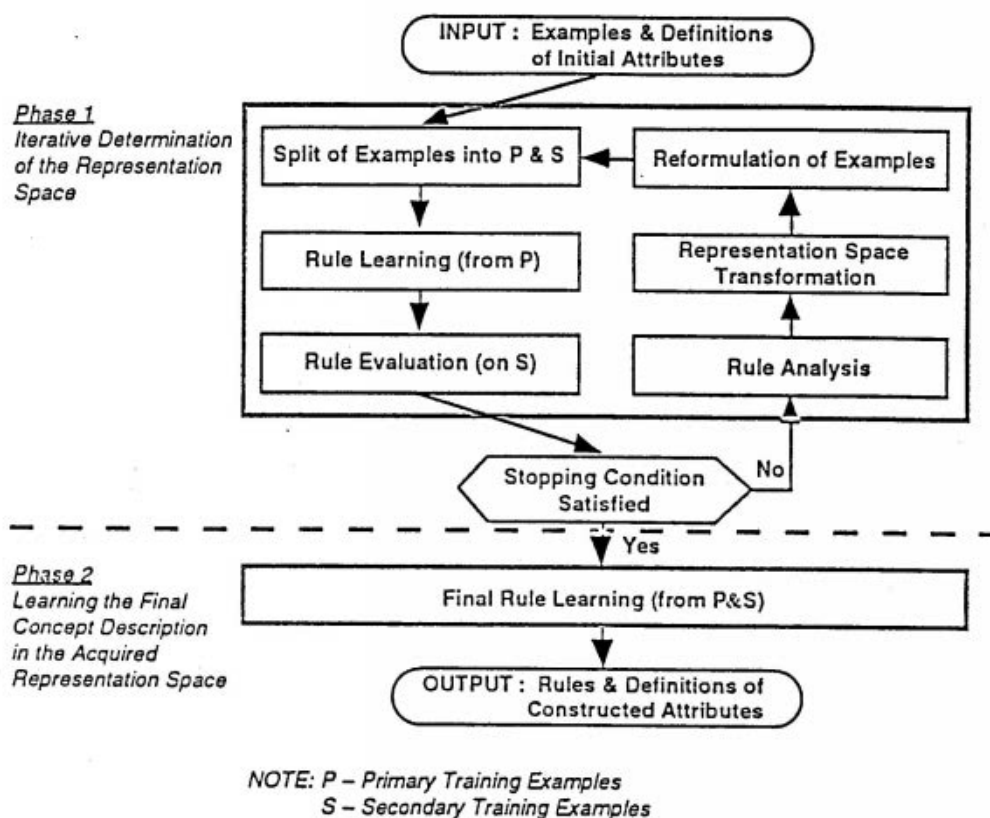 INPUT : Examples & Definitions
of Initial Attributes
Phase 1
Iterative Determination
of the Representation
Space
Split of Examples into P & S
Reformulation of Examples
Rule Learning (from P)
Representation Space
Transformation
Rule Evaluation (on S)
Rule Analysis
Stopping Condition
Satisfied
No
Yes
Phase 2
Learning the Final
Concept Description
in the Acquired
Representation Space
Final Rule Learning (from P&S)
OUTPUT : Rules & Definitions of
Constructed Attributes
NOTE: P – Primary Training Examples
S – Secondary Training Examples